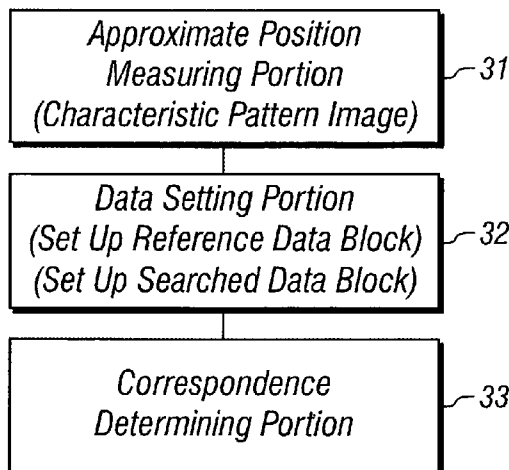 Approximate Position
Measuring Portion
(Characteristic Pattern Image)
31
Data Setting Portion
(Set Up Reference Data Block)
(Set Up Searched Data Block)
32
Correspondence
Determining Portion
33